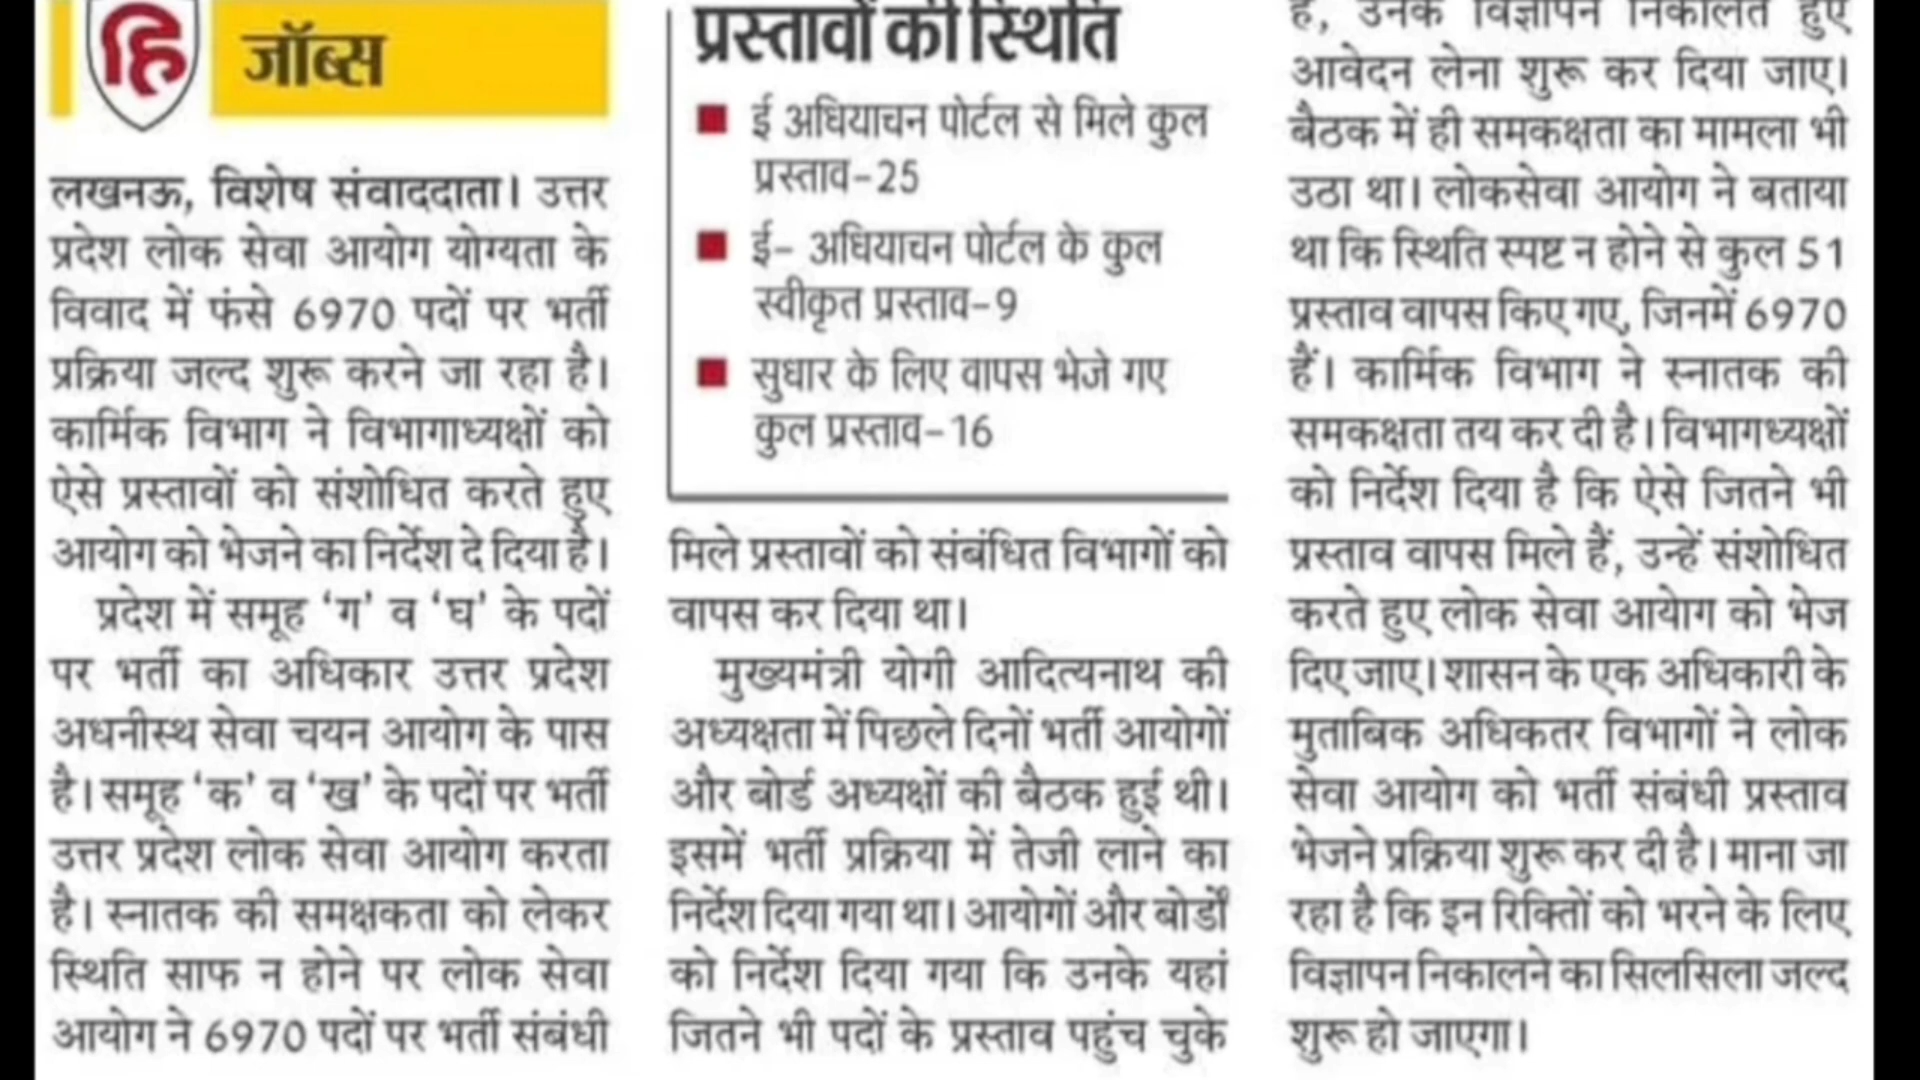 हि
जॉब्स
लखनऊ, विशेष संवाददाता। उत्तर
प्रदेश लोक सेवा आयोग योग्यता के
विवाद में फंसे 6970 पदों पर भर्ती
प्रक्रिया जल्द शुरू करने जा रहा है।
कार्मिक विभाग ने विभागाध्यक्षों को
ऐसे प्रस्तावों को संशोधित करते हुए
आयोग को भेजने का निर्देश दे दिया है।
प्रदेश में समूह ‘ग’ व ‘घ’ के पदों
पर भर्ती का अधिकार उत्तर प्रदेश
अधनीस्थ सेवा चयन आयोग के पास
है। समूह ‘क’ व ‘ख’ के पदों पर भर्ती
उत्तर प्रदेश लोक सेवा आयोग करता
है। स्नातक की समक्षकता को लेकर
स्थिति साफ न होने पर लोक सेवा
आयोग ने 6970 पदों पर भर्ती संबंधी
प्रस्तावों की स्थिति
■ ई अधियाचन पोर्टल से मिले कुल
प्रस्ताव-25
■ ई- अधियाचन पोर्टल के कुल
स्वीकृत प्रस्ताव-9
■ सुधार के लिए वापस भेजे गए
कुल प्रस्ताव-16
मिले प्रस्तावों को संबंधित विभागों को
वापस कर दिया था।
मुख्यमंत्री योगी आदित्यनाथ की
अध्यक्षता में पिछले दिनों भर्ती आयोगों
और बोर्ड अध्यक्षों की बैठक हुई थी।
इसमें भर्ती प्रक्रिया में तेजी लाने का
निर्देश दिया गया था। आयोगों और बोर्डों
को निर्देश दिया गया कि उनके यहां
जितने भी पदों के प्रस्ताव पहुंच चुके
हैं, उनके विज्ञापन निकालते हुए
आवेदन लेना शुरू कर दिया जाए।
बैठक में ही समकक्षता का मामला भी
उठा था। लोकसेवा आयोग ने बताया
था कि स्थिति स्पष्ट न होने से कुल 51
प्रस्ताव वापस किए गए, जिनमें 6970
हैं। कार्मिक विभाग ने स्नातक की
समकक्षता तय कर दी है। विभागध्यक्षों
को निर्देश दिया है कि ऐसे जितने भी
प्रस्ताव वापस मिले हैं, उन्हें संशोधित
करते हुए लोक सेवा आयेाग को भेज
दिए जाए। शासन के एक अधिकारी के
मुताबिक अधिकतर विभागों ने लोक
सेवा आयोग को भर्ती संबंधी प्रस्ताव
भेजने प्रक्रिया शुरू कर दी है। माना जा
रहा है कि इन रिक्तिों को भरने के लिए
विज्ञापन निकालने का सिलसिला जल्द
शुरू हो जाएगा।